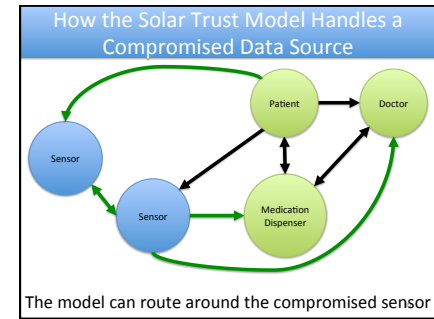 How the Solar Trust Model Handles a
Compromised Data Source
Patient
Doctor
Sensor
Sensor
Medication
Dispenser
The model can route around the compromised sensor